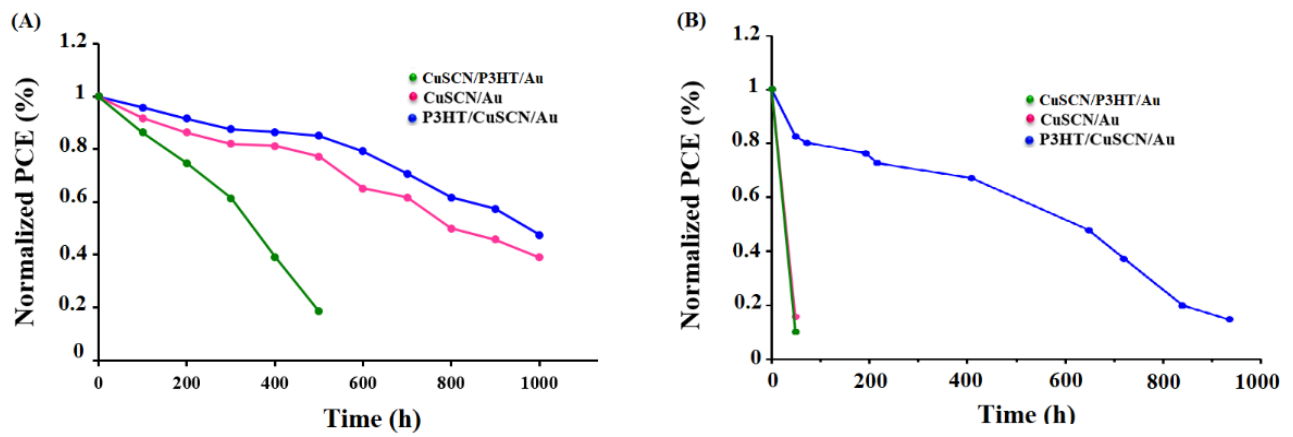 (A)
Normalized PCE (%)
1.2
1
0.8
0.6
0.4
0.2
0
CuSCN/P3HT/Au
CuSCN/Au
P3HT/CuSCN/Au
0 200 400 600 800 1000
Time (h)
(B)
Normalized PCE (%)
1.2
1
0.8
0.6
0.4
0.2
0
CuSCN/P3HT/Au
CuSCN/Au
P3HT/CuSCN/Au
0 200 400 600 800 1000
Time (h)